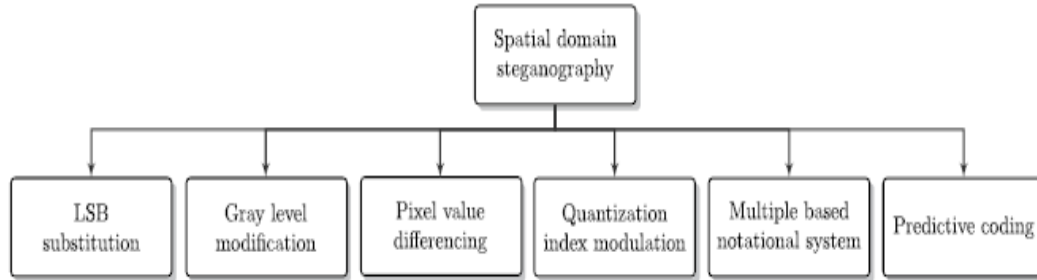 Spatial domain
steganography
LSB
substitution
Gray level
modification
Pixel value
differencing
Quantization
index modulation
Multiple based
notational system
Predictive coding